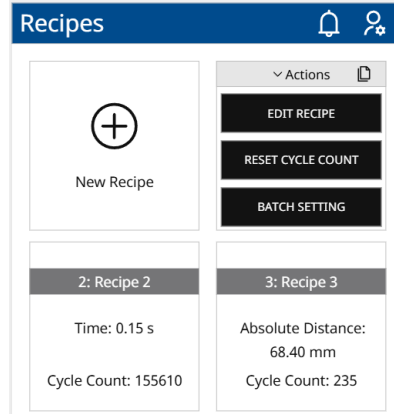 Recipes
New Recipe
Actions
EDIT RECIPE
RESET CYCLE COUNT
BATCH SETTING
2: Recipe 2
Time: 0.15 s
Cycle Count: 155610
3: Recipe 3
Absolute Distance:
68.40 mm
Cycle Count: 235